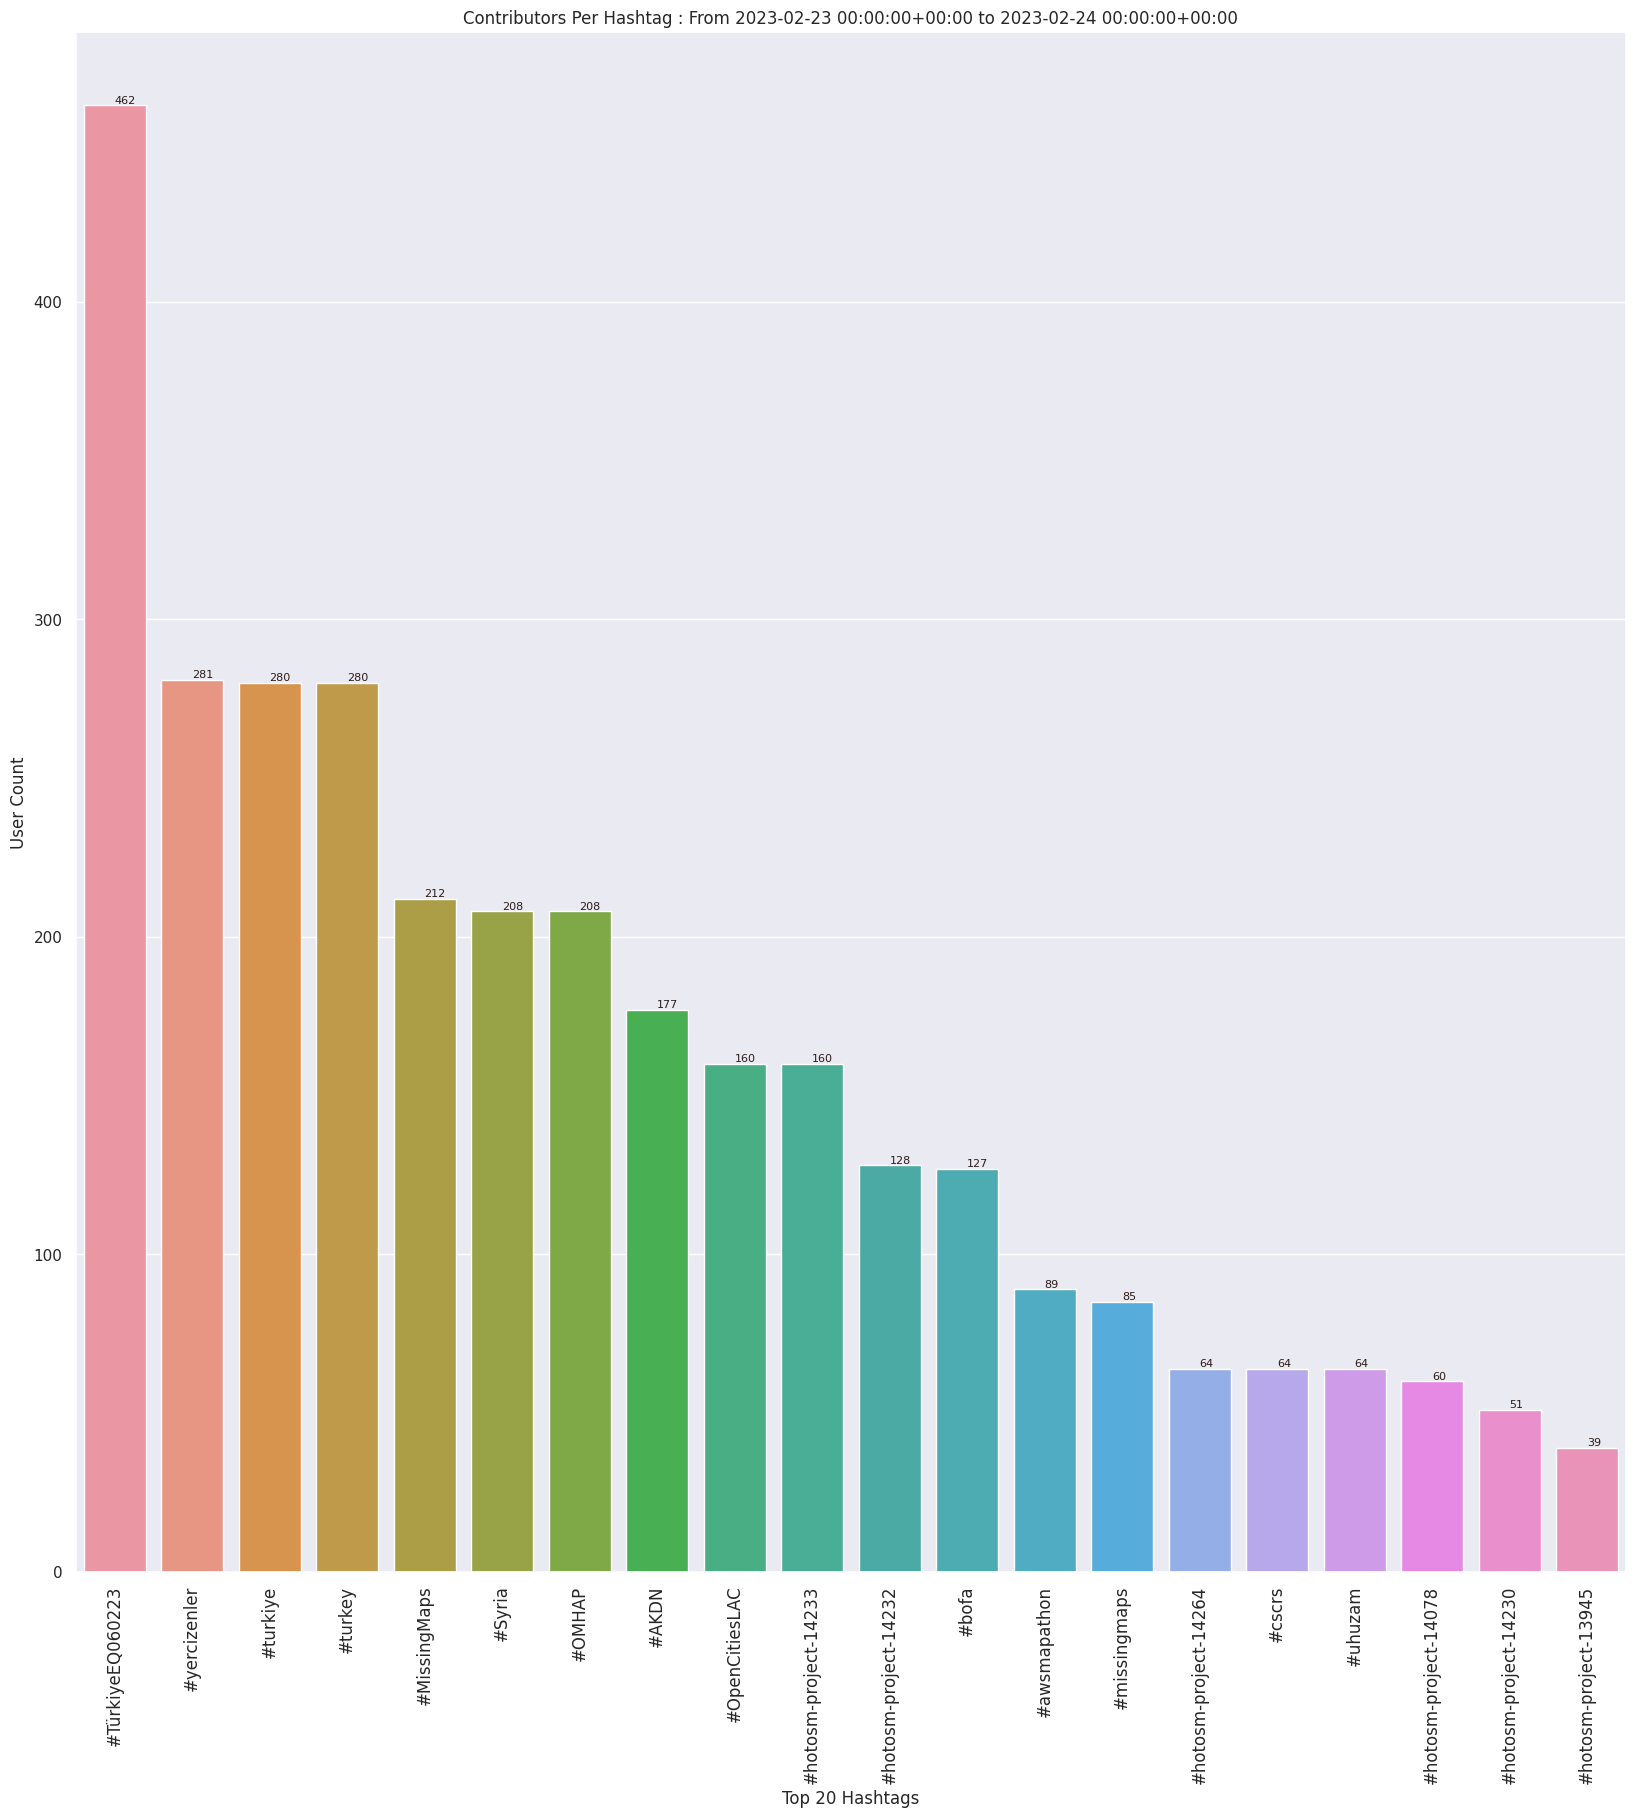 Contributors Per Hashtag : From 2023-02-23 00:00:00+00:00 to 2023-02-24 00:00:00+00:00
User Count
400
300
200
100
0
462
281
280
280
212
208
208
177
160
160
128
127
89
85
64
64
64
60
51
39
#TürkiyeEQ060223
#yercizenler
#turkiye
#turkey
#MissingMaps
#Syria
#OMHAP
#AKDN
#OpenCitiesLAC
#hotosm-project-14233
#hotosm-project-14232
#bofa
#awsmapathon
#missingmaps
#hotosm-project-14264
#cscrs
#uhuzam
#hotosm-project-14078
#hotosm-project-14230
#hotosm-project-13945
Top 20 Hashtags